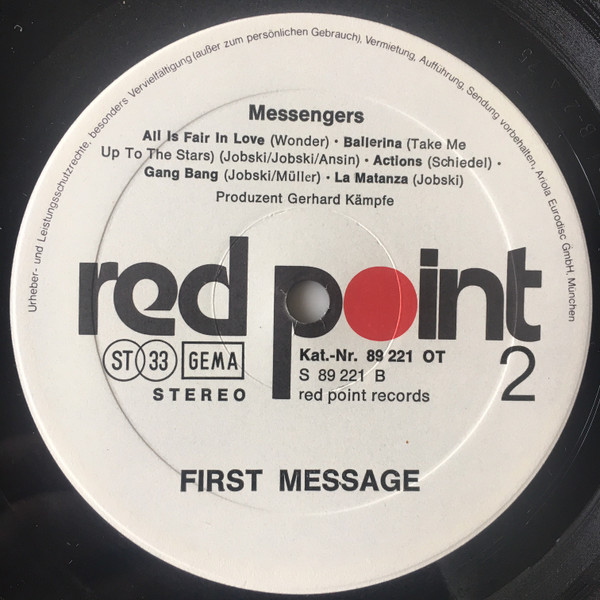 Urheber- und Leistungsschutzrechte, besonders Vervielfältigung (außer zum persönlichen Gebrauch), Vermietung, Aufführung, Sendung vorbehalten, Ariola Eurodisc GmbH, München
Messengers
All Is Fair In Love (Wonder) · Ballerina (Take Me
Up To The Stars) (Jobski/Jobski/Ansin) · Actions (Schiedel) ·
Gang Bang (Jobski/Müller) · La Matanza (Jobski)
Produzent Gerhard Kämpfe
red point
ST 33 GEMA
STEREO
Kat.-Nr. 89 221 OT
S 89 221 B
red point records
2
FIRST MESSAGE